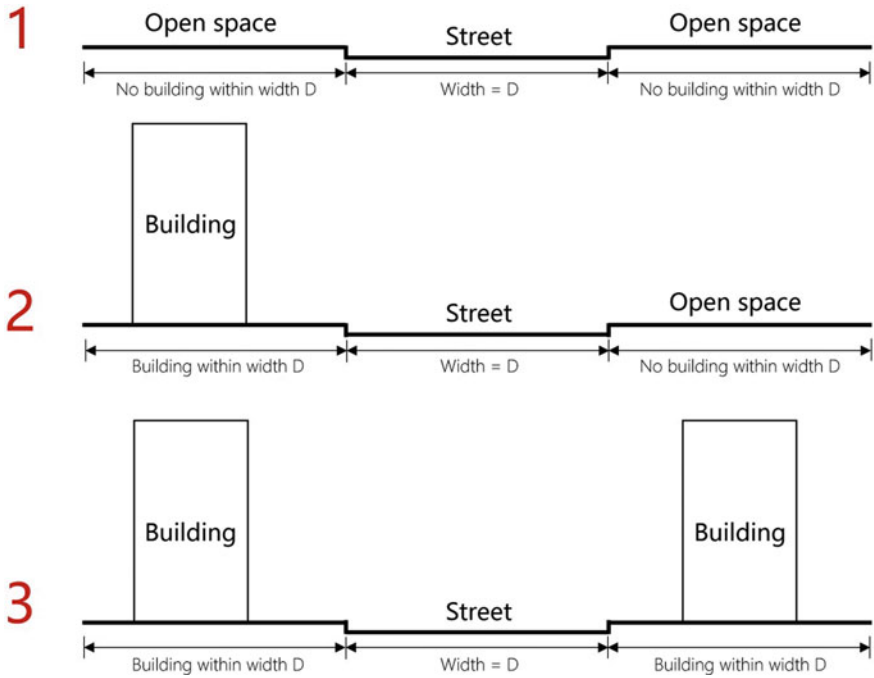 1
Open space
Street
Open space
No building within width D
Width = D
No building within width D
Building
2
Street
Open space
Building within width D
Width = D
No building within width D
Building
Building
3
Street
Building within width D
Width = D
Building within width D